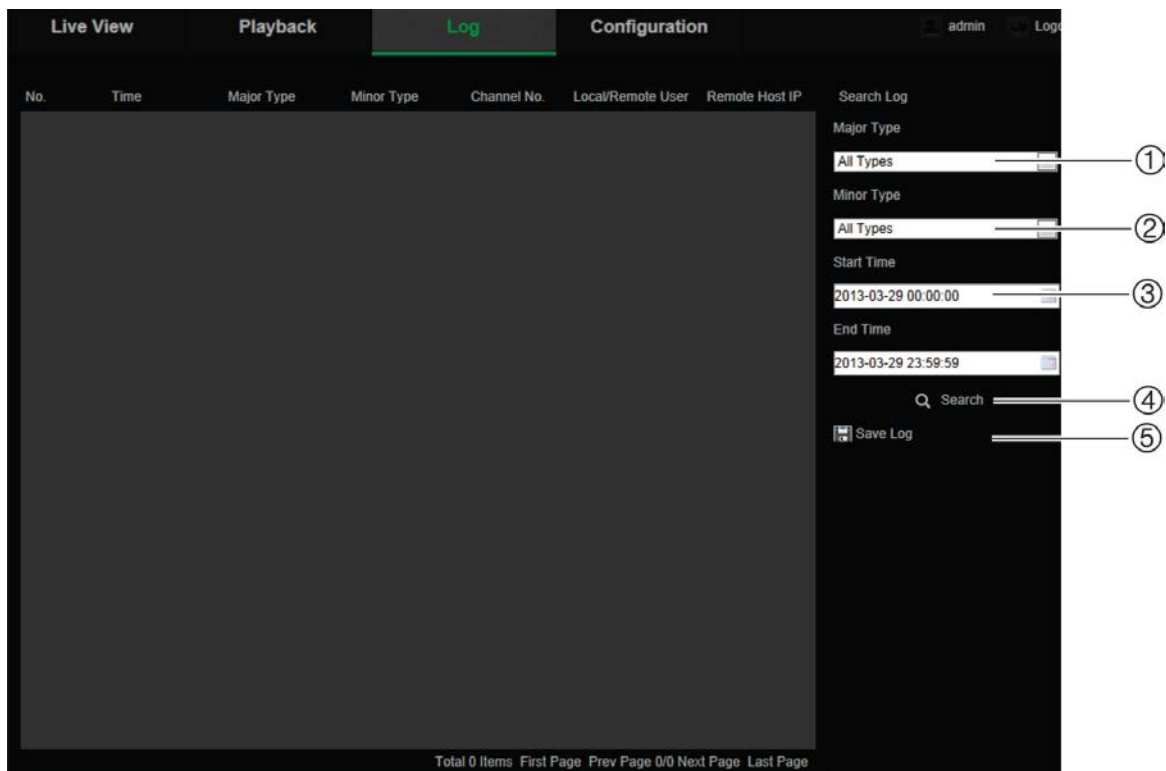 Live View Playback Log Configuration admin
No. Time Major Type Minor Type Channel No. Local/Remote User Remote Host IP Search Log
Major Type
All Types ①
Minor Type
All Types ②
Start Time
2013-03-29 00:00:00 ③
End Time
2013-03-29 23:59:59
Search ④
Save Log ⑤
Total 0 Items First Page Prev Page 0/0 Next Page Last Page